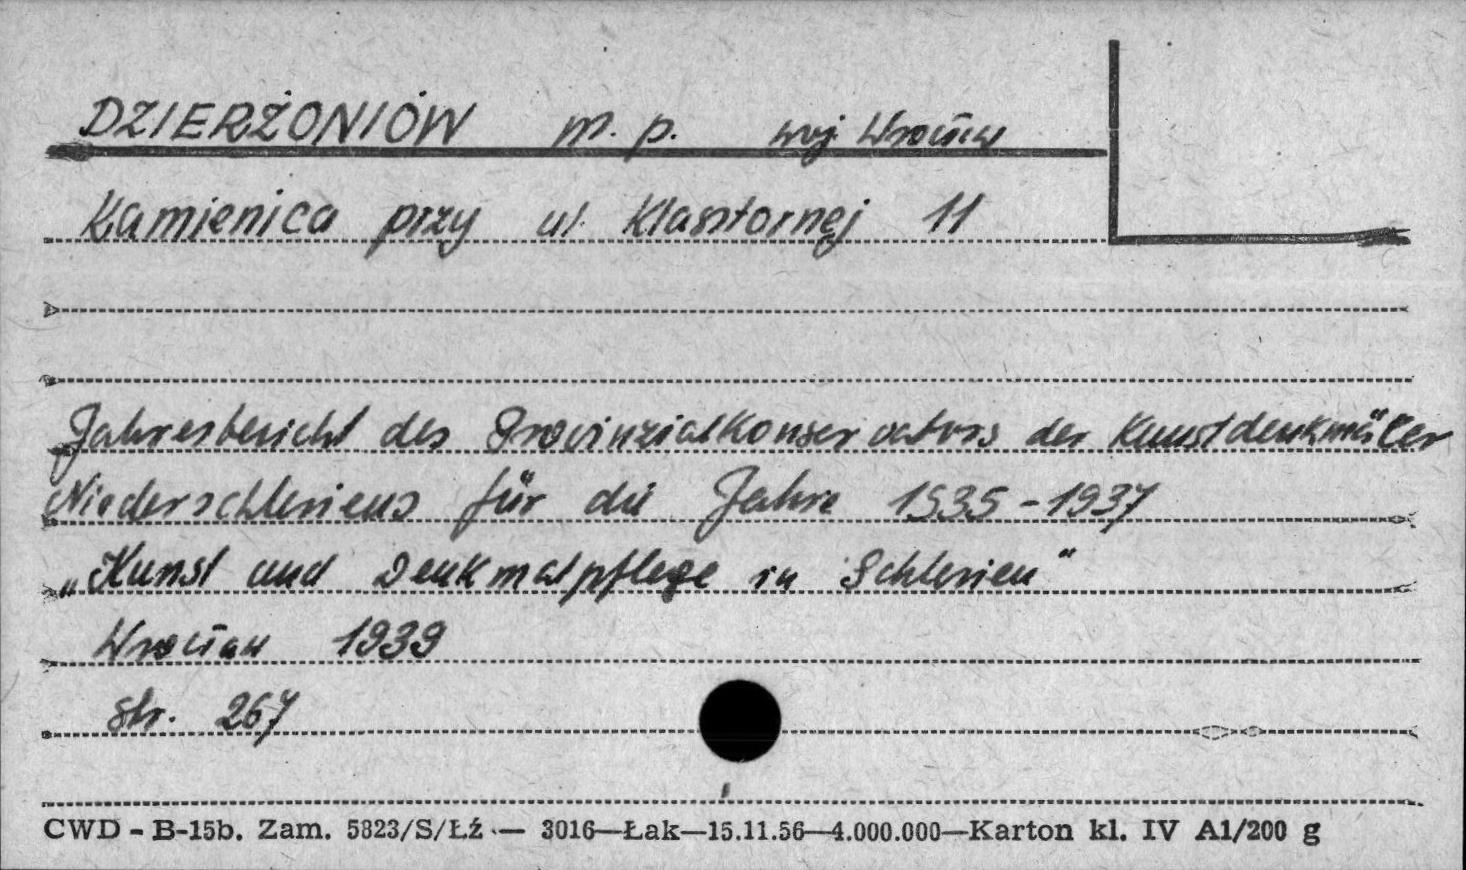 DZIERŻONIÓW m. p. woj Wrocław
Kamienica przy ul. Klasztornej 11
Jahresbericht des Provinzialkonservators der Kunstdenkmäler
Niederschlesiens für die Jahre 1935-1937
„Kunst und Denkmalpflege in Schlesien"
Wrocław 1939
str. 267
CWD - B-15b. Zam. 5823/S/Łź — 3016—Łak—15.11.56—4.000.000—Karton kl. IV A1/200 g